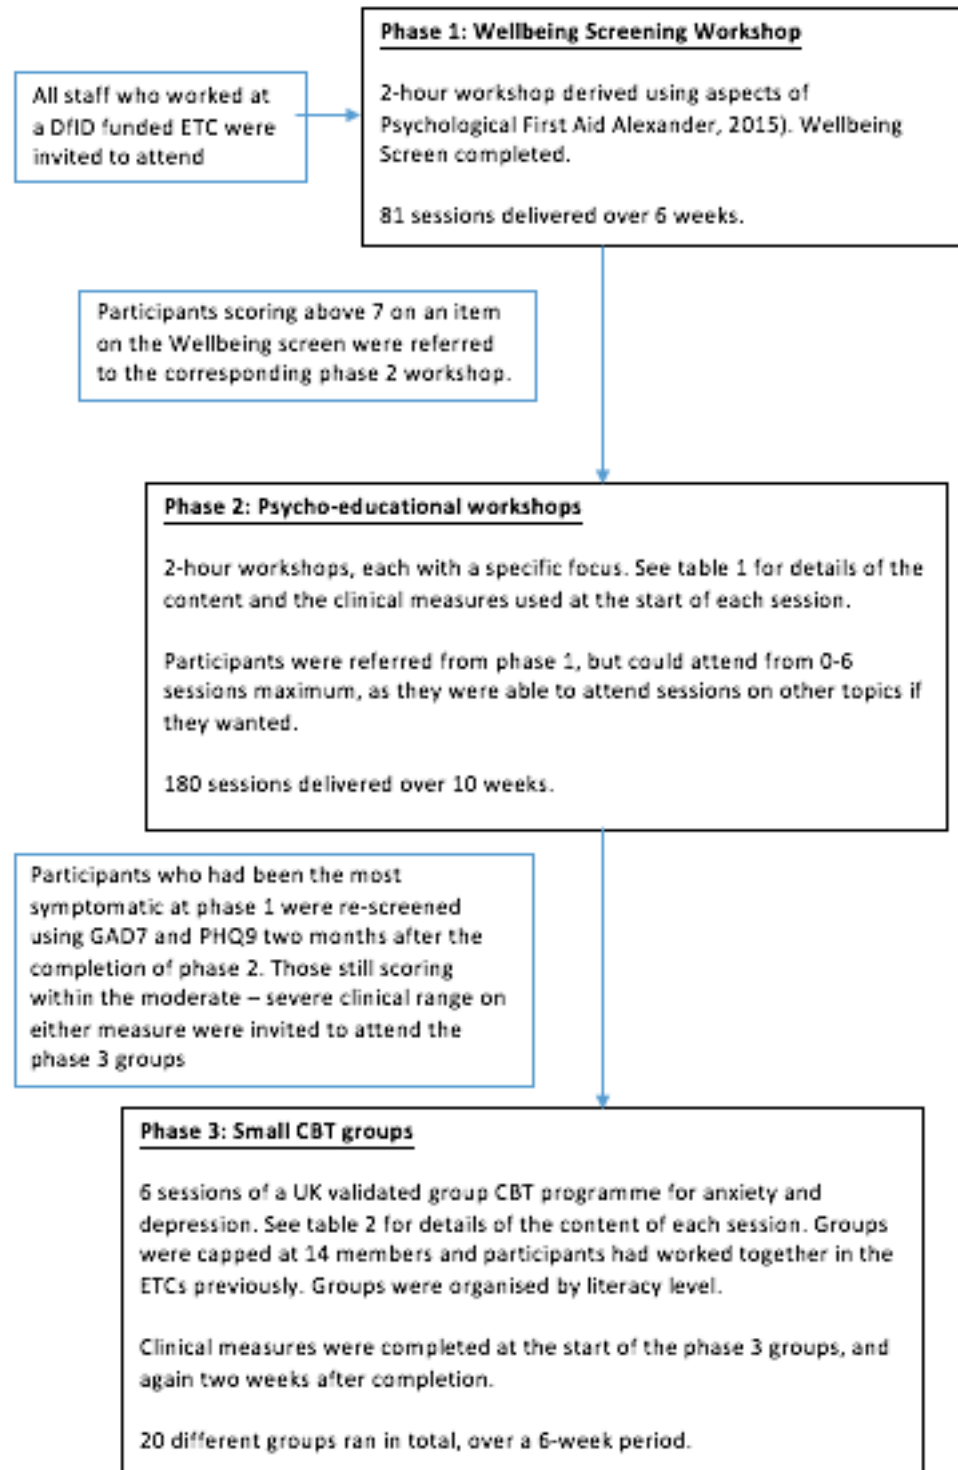 Phase 1: Wellbeing Screening Workshop
All staff who worked at
a DfID funded ETC were
invited to attend
2-hour workshop derived using aspects of
Psychological First Aid Alexander, 2015). Wellbeing
Screen completed.
81 sessions delivered over 6 weeks.
Participants scoring above 7 on an item
on the Wellbeing screen were referred
to the corresponding phase 2 workshop.
Phase 2: Psycho-educational workshops
2-hour workshops, each with a specific focus. See table 1 for details of the
content and the clinical measures used at the start of each session.
Participants were referred from phase 1, but could attend from 0-6
sessions maximum, as they were able to attend sessions on other topics if
they wanted.
180 sessions delivered over 10 weeks.
Participants who had been the most
symptomatic at phase 1 were re-screened
using GAD7 and PHQ9 two months after the
completion of phase 2. Those still scoring
within the moderate – severe clinical range on
either measure were invited to attend the
phase 3 groups
Phase 3: Small CBT groups
6 sessions of a UK validated group CBT programme for anxiety and
depression. See table 2 for details of the content of each session. Groups
were capped at 14 members and participants had worked together in the
ETCs previously. Groups were organised by literacy level.
Clinical measures were completed at the start of the phase 3 groups, and
again two weeks after completion.
20 different groups ran in total, over a 6-week period.